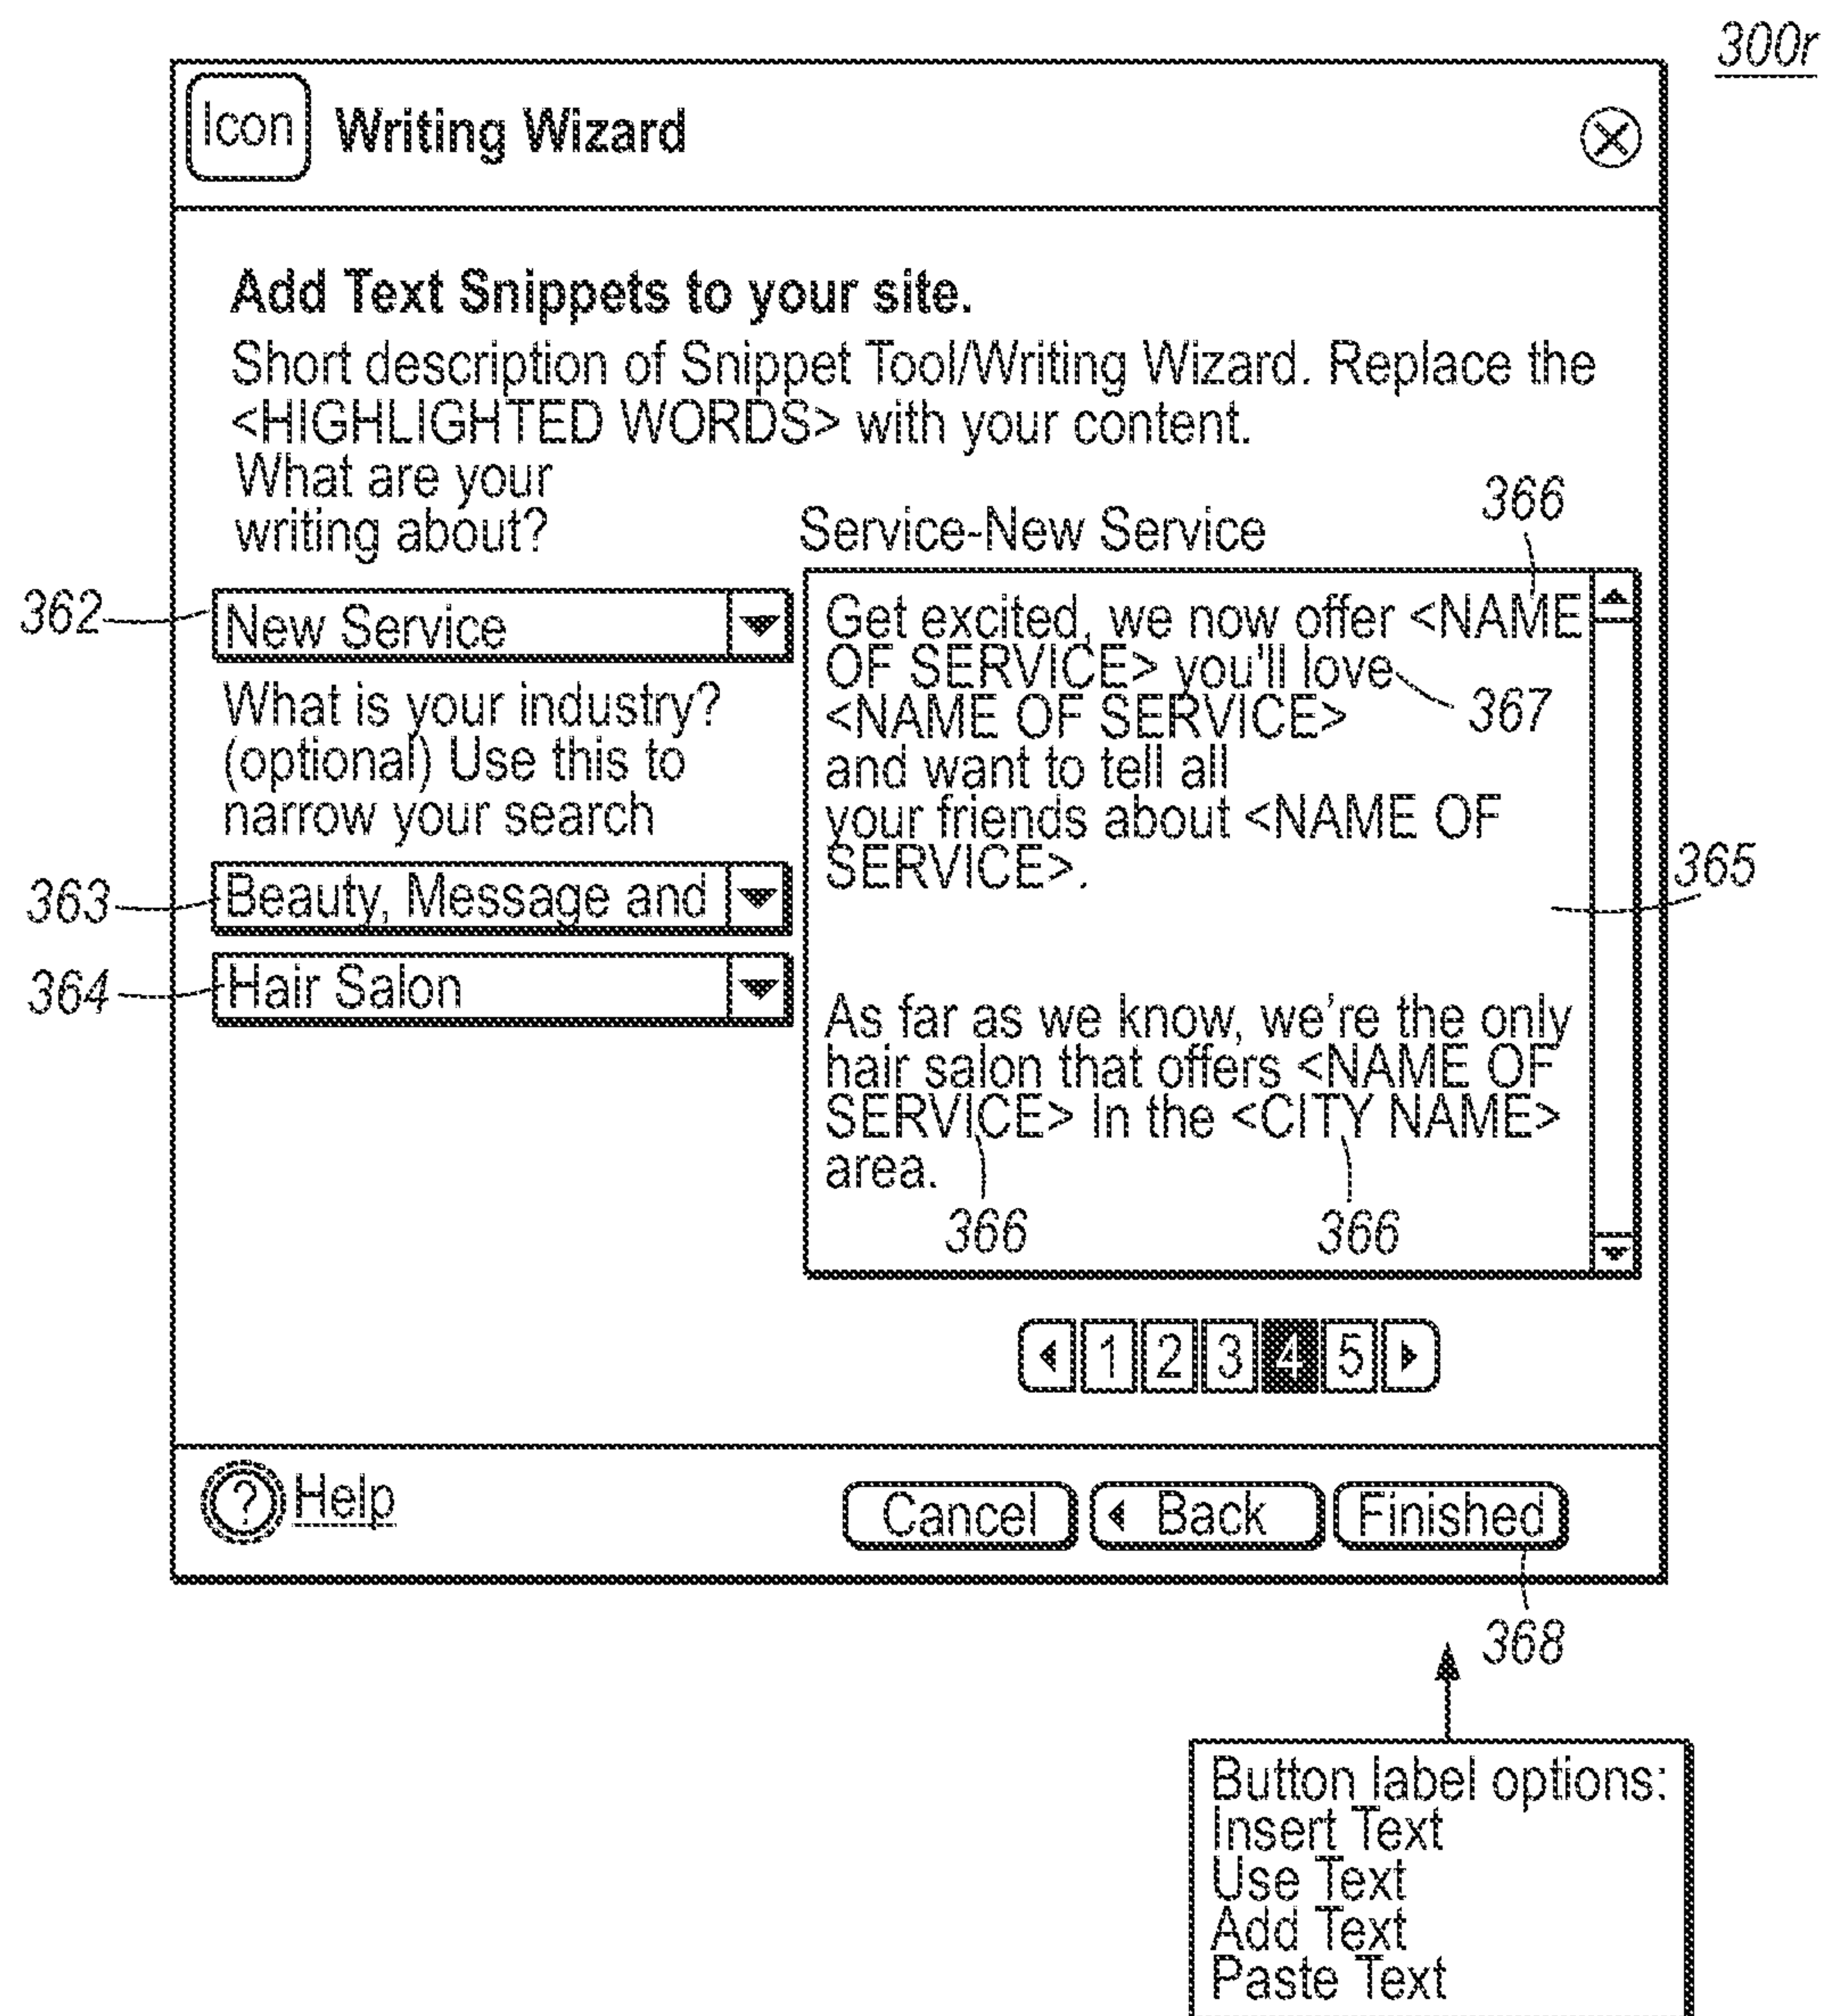 300r
Icon Writing Wizard
Add Text Snippets to your site.
Short description of Snippet Tool/Writing Wizard. Replace the
<HIGHLIGHTED WORDS> with your content.
What are your
writing about?
362
New Service
What is your industry?
(optional) Use this to
narrow your search
363
Beauty, Message and
364
Hair Salon
Service-New Service
366
Get excited, we now offer <NAME
OF SERVICE> you'll love
367
<NAME OF SERVICE>
and want to tell all
your friends about <NAME OF
SERVICE>.
365
As far as we know, we're the only
hair salon that offers <NAME OF
SERVICE> In the <CITY NAME>
area.
366 366
1 2 3 4 5
? Help
Cancel Back Finished
368
Button label options:
Insert Text
Use Text
Add Text
Paste Text